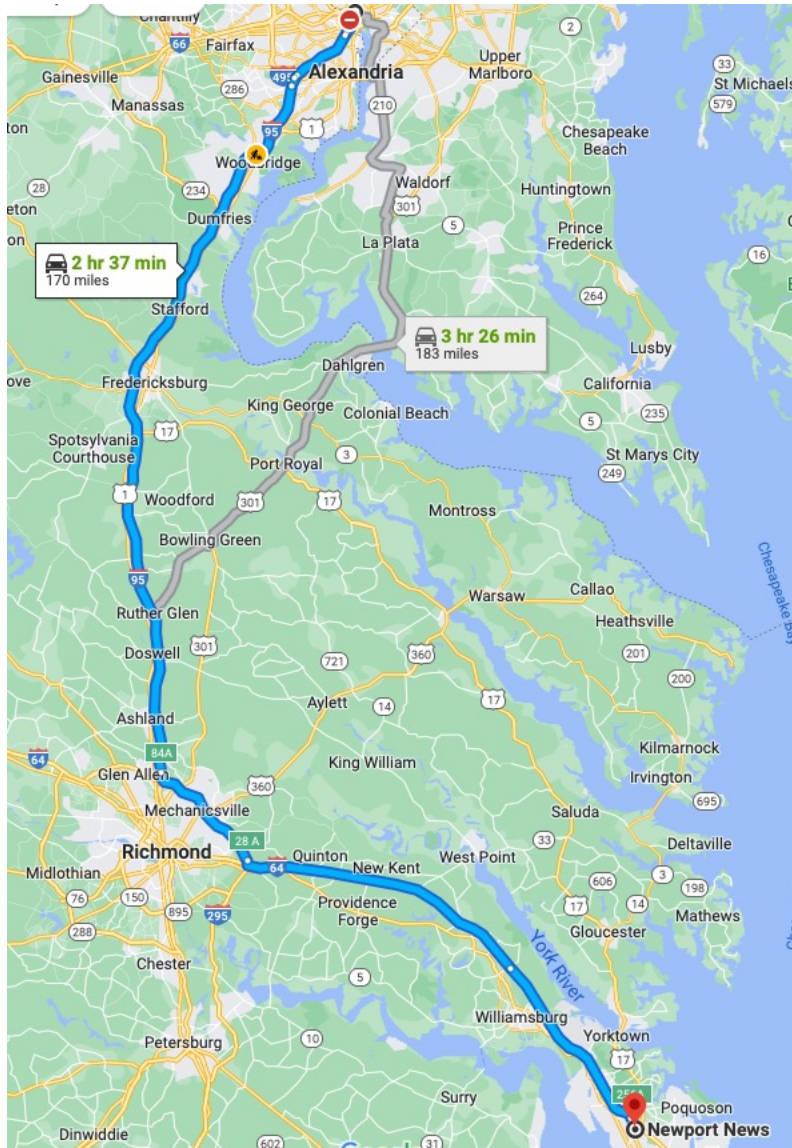 Chantilly
66
Fairfax
2
Upper
Marlboro
33
St Michaels
579
495
Alexandria
Gainesville
286
210
Manassas
95
1
Chesapeake
Beach
Woodbridge
28
234
Waldorf
Huntingtown
301
Dumfries
5
Prince
Frederick
La Plata
16
2 hr 37 min
170 miles
264
Stafford
3 hr 26 min
183 miles
Lusby
Dahlgren
Fredericksburg
California
King George
Colonial Beach
235
5
17
Spotsylvania
Courthouse
St Marys City
3
Port Royal
249
1
Woodford
301
17
Montross
Bowling Green
95
Callao
Warsaw
Ruther Glen
Heathsville
301
Doswell
721
360
201
200
17
Aylett
14
Ashland
84A
Kilmarnock
64
King William
Glen Allen
Irvington
360
695
Mechanicsville
Saluda
28 A
33
Deltaville
Richmond
Quinton
West Point
64
New Kent
3
Midlothian
606
198
76
150
Providence
Forge
17
14
Mathews
895
295
288
Gloucester
York River
Chester
5
Williamsburg
10
Yorktown
Petersburg
17
Surry
Poquoson
Newport News
Dinwiddie
602
31